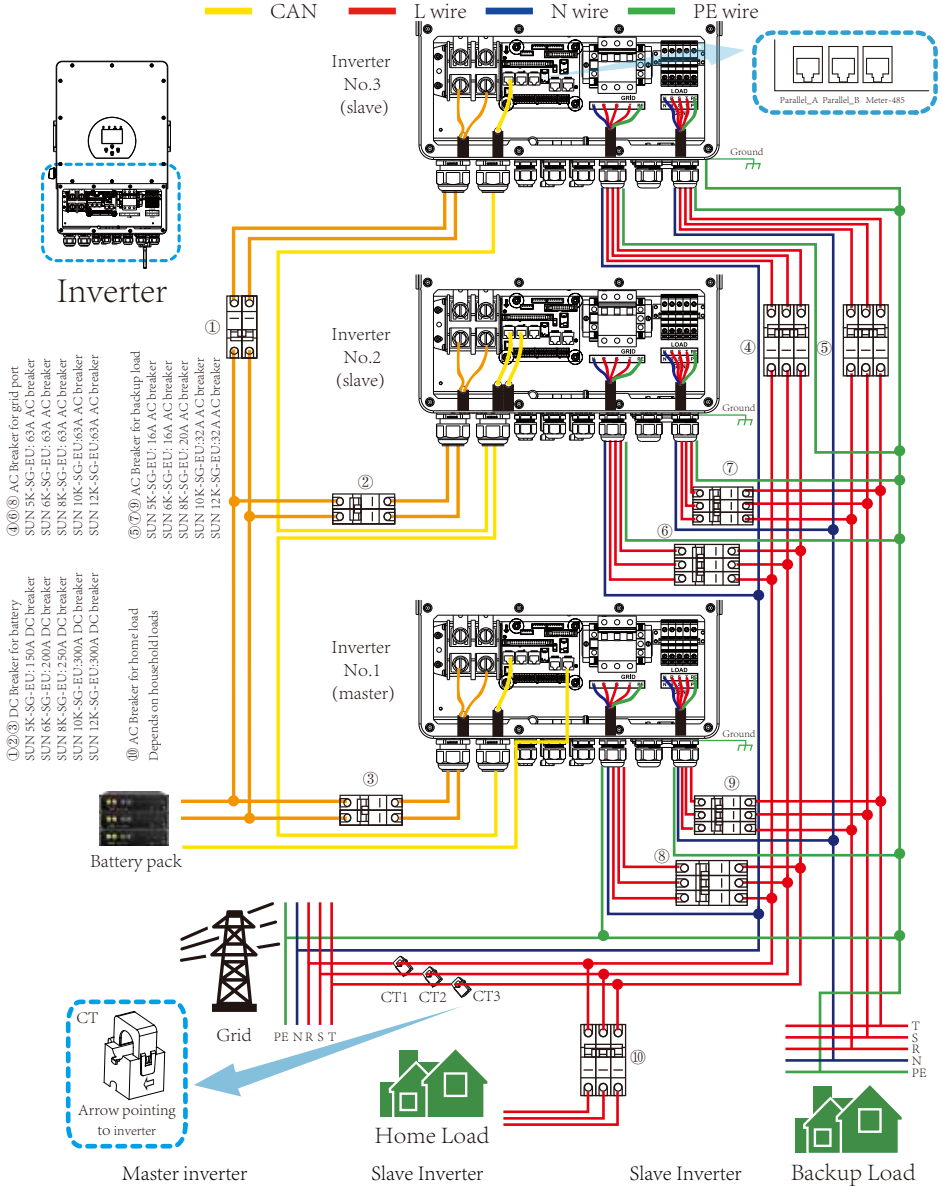 CAN
L wire
N wire
PE wire
Inverter
No.3
(slave)
GRID
LOAD
Parallel_A Parallel_B Meter-485
Ground
Inverter
①
Inverter
No.2
(slave)
GRID
LOAD
Ground
④
⑤
②
⑦
⑥
④⑥⑧ AC Breaker for grid port
SUN 5K-SG-EU: 63A AC breaker
SUN 6K-SG-EU: 63A AC breaker
SUN 8K-SG-EU: 63A AC breaker
SUN 10K-SG-EU:63A AC breaker
SUN 12K-SG-EU:63A AC breaker
⑤⑦⑨ AC Breaker for backup load
SUN 5K-SG-EU: 16A AC breaker
SUN 6K-SG-EU: 16A AC breaker
SUN 8K-SG-EU: 20A AC breaker
SUN 10K-SG-EU:32A AC breaker
SUN 12K-SG-EU:32A AC breaker
①②③ DC Breaker for battery
SUN 5K-SG-EU: 150A DC breaker
SUN 6K-SG-EU: 200A DC breaker
SUN 8K-SG-EU: 250A DC breaker
SUN 10K-SG-EU:300A DC breaker
SUN 12K-SG-EU:300A DC breaker
⑩ AC Breaker for home load
Depends on household loads
Inverter
No.1
(master)
GRID
LOAD
Ground
③
⑨
⑧
Battery pack
CT1
CT2
CT3
Grid
PE N R S T
CT
Arrow pointing
to inverter
⑩
Home Load
T
S
R
N
PE
Backup Load
Master inverter
Slave Inverter
Slave Inverter